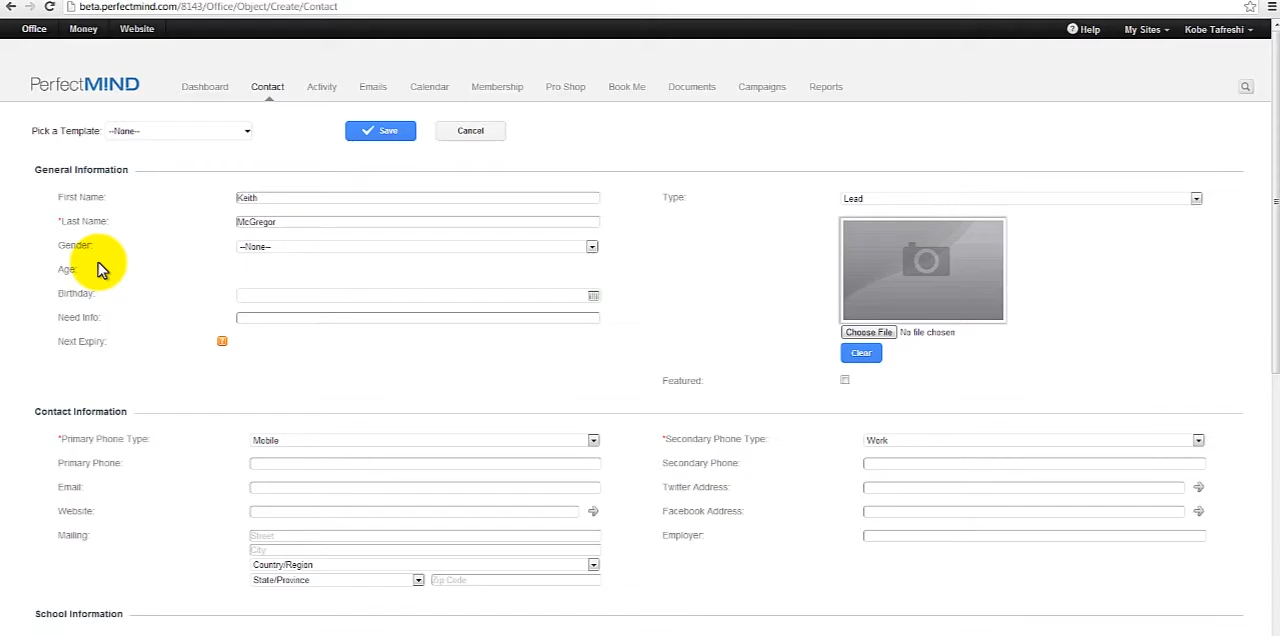 beta.perfectmind.com/8143/Office/Object/Create/Contact
Office Money Website Help My Sites Kobe Tafreshi
PerfectMIND Dashboard Contact Activity Emails Calendar Membership Pro Shop Book Me Documents Campaigns Reports
Pick a Template: --None-- Save Cancel
General Information
First Name: Keith Type: Lead
*Last Name: McGregor
Gender: --None--
Age:
Birthday:
Need Info:
Choose File No file chosen
Next Expiry:
Clear
Featured:
Contact Information
*Primary Phone Type: Mobile *Secondary Phone Type: Work
Primary Phone: Secondary Phone:
Email: Twitter Address:
Website: Facebook Address:
Mailing: Street Employer:
City
Country/Region
State/Province Zip Code
School Information